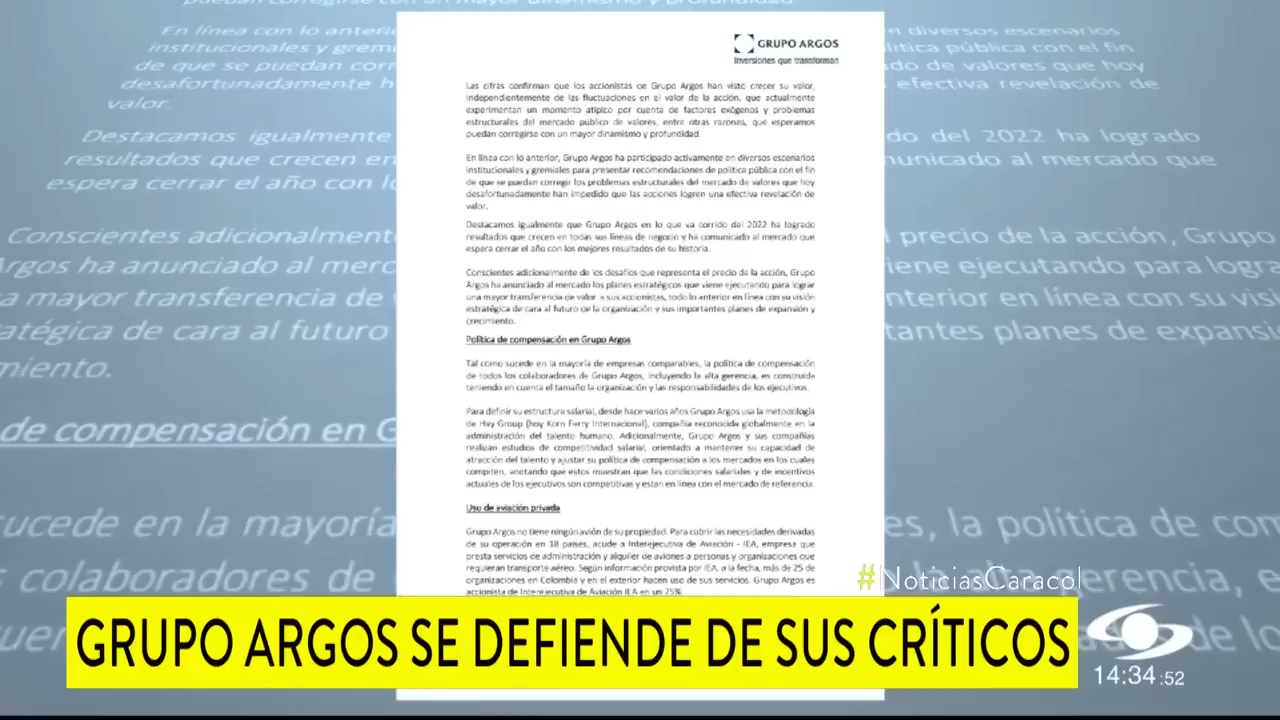 GRUPO ARGOS
Inversiones que transforman
Las cifras confirman que los accionistas de Grupo Argos han visto crecer su valor,
independientemente de las fluctuaciones en el valor de la acción, que actualmente
experimentan un momento atípico por cuenta de factores exógenos y problemas
estructurales del mercado público de valores, entre otras razones, que esperamos
puedan corregirse con un mayor dinamismo y profundidad.
En línea con lo anterior, Grupo Argos ha participado activamente en diversos escenarios
institucionales y gremiales para presentar recomendaciones de política pública con el fin
de que se puedan corregir los problemas estructurales del mercado de valores que hoy
desafortunadamente han impedido que las acciones logren una efectiva revelación de
valor.
Destacamos igualmente que Grupo Argos en lo que va corrido del 2022 ha logrado
resultados que crecen en todas sus líneas de negocio y ha comunicado al mercado que
espera cerrar el año con los mejores resultados de su historia.
Conscientes adicionalmente de los desafíos que representa el precio de la acción, Grupo
Argos ha anunciado al mercado los planes estratégicos que viene ejecutando para lograr
una mayor transferencia de valor a sus accionistas, todo lo anterior en línea con su visión
estratégica de cara al futuro de la organización y sus importantes planes de expansión y
crecimiento.
Política de compensación en Grupo Argos
Tal como sucede en la mayoría de empresas comparables, la política de compensación
de todos los colaboradores de Grupo Argos, incluyendo la alta gerencia, es construida
teniendo en cuenta el tamaño la organización y las responsabilidades de los ejecutivos.
Para definir su estructura salarial, desde hace varios años Grupo Argos usa la metodología
de Hay Group (hoy Korn Ferry Internacional), compañía reconocida globalmente en la
administración del talento humano. Adicionalmente, Grupo Argos y sus compañías
realizan estudios de competitividad salarial, orientado a mantener su capacidad de
atracción del talento y ajustar su política de compensación a los mercados en los cuales
compiten, anotando que estos muestran que las condiciones salariales y de incentivos
actuales de los ejecutivos son competitivas y estan en línea con el mercado de referencia.
Uso de aviación privada
Grupo Argos no tiene ningún avión de su propiedad. Para cubrir las necesidades derivadas
de su operación en 18 países, acude a Interejecutiva de Aviación - IEA, empresa que
presta servicios de administración y alquiler de aviones a personas y organizaciones que
requieran transporte aéreo. Según información provista por IEA, a la fecha, más de 25 de
organizaciones en Colombia y en el exterior hacen uso de sus servicios. Grupo Argos es
accionista de Interejecutiva de Aviación IEA en un 25%.
#NoticiasCaracol
GRUPO ARGOS SE DEFIENDE DE SUS CRÍTICOS
14:34:52